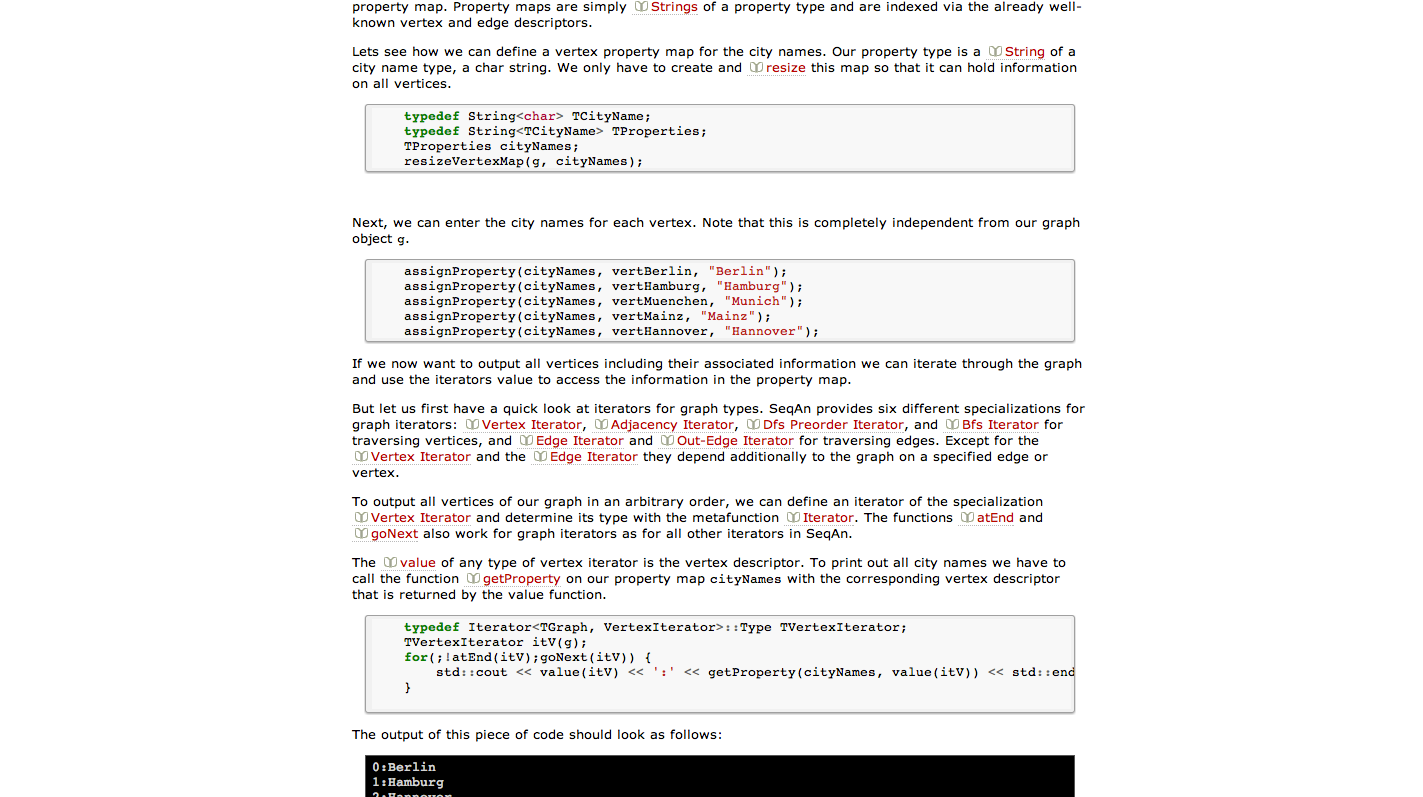 property map. Property maps are simply Strings of a property type and are indexed via the already well-
known vertex and edge descriptors.
Lets see how we can define a vertex property map for the city names. Our property type is a String of a
city name type, a char string. We only have to create and resize this map so that it can hold information
on all vertices.
typedef String<char> TCityName;
typedef String<TCityName> TProperties;
TProperties cityNames;
resizeVertexMap(g, cityNames);
Next, we can enter the city names for each vertex. Note that this is completely independent from our graph
object g.
assignProperty(cityNames, vertBerlin, "Berlin");
assignProperty(cityNames, vertHamburg, "Hamburg");
assignProperty(cityNames, vertMuenchen, "Munich");
assignProperty(cityNames, vertMainz, "Mainz");
assignProperty(cityNames, vertHannover, "Hannover");
If we now want to output all vertices including their associated information we can iterate through the graph
and use the iterators value to access the information in the property map.
But let us first have a quick look at iterators for graph types. SeqAn provides six different specializations for
graph iterators: Vertex Iterator, Adjacency Iterator, Dfs Preorder Iterator, and Bfs Iterator for
traversing vertices, and Edge Iterator and Out-Edge Iterator for traversing edges. Except for the
Vertex Iterator and the Edge Iterator they depend additionally to the graph on a specified edge or
vertex.
To output all vertices of our graph in an arbitrary order, we can define an iterator of the specialization
Vertex Iterator and determine its type with the metafunction Iterator. The functions atEnd and
goNext also work for graph iterators as for all other iterators in SeqAn.
The value of any type of vertex iterator is the vertex descriptor. To print out all city names we have to
call the function getProperty on our property map cityNames with the corresponding vertex descriptor
that is returned by the value function.
typedef Iterator<TGraph, VertexIterator>::Type TVertexIterator;
TVertexIterator itV(g);
for(;!atEnd(itV);goNext(itV)) {
std::cout << value(itV) << ':' << getProperty(cityNames, value(itV)) << std::end
}
The output of this piece of code should look as follows:
0:Berlin
1:Hamburg
2:Hannover